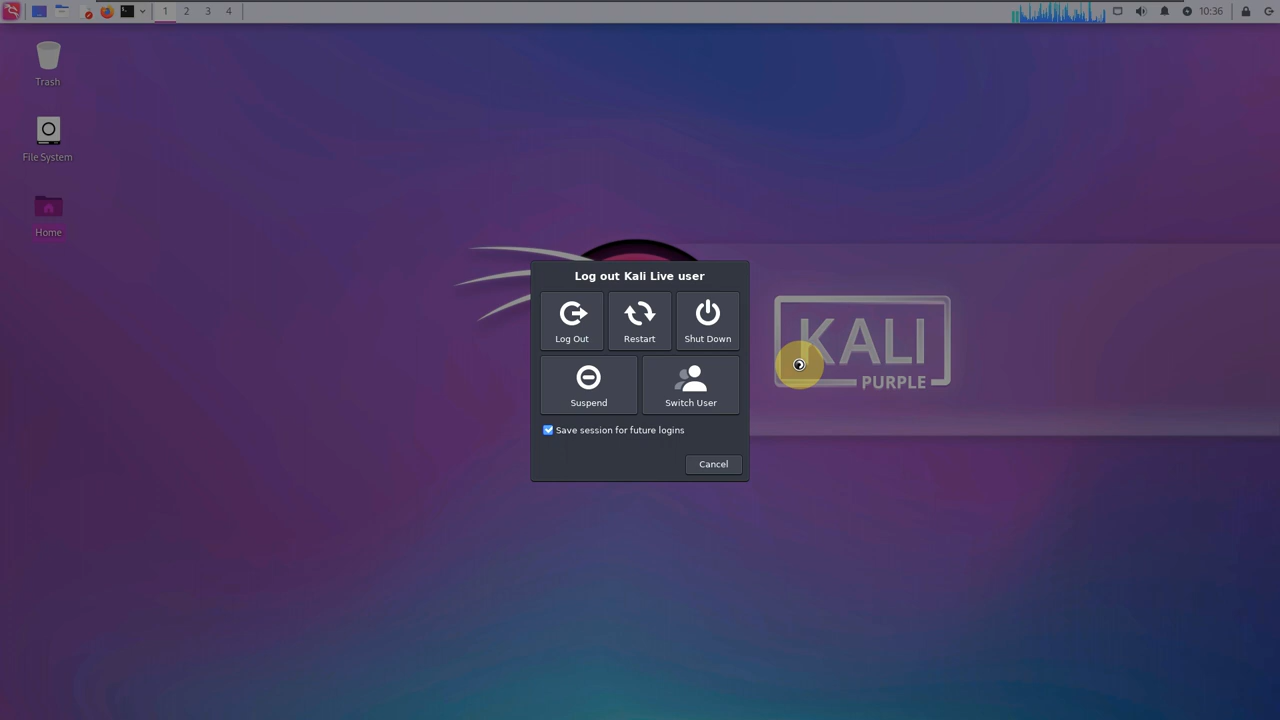 1 2 3 4
10:36
Trash
File System
Home
Log out Kali Live user
Log Out
Restart
Shut Down
Suspend
Switch User
Save session for future logins
Cancel
KALI
PURPLE